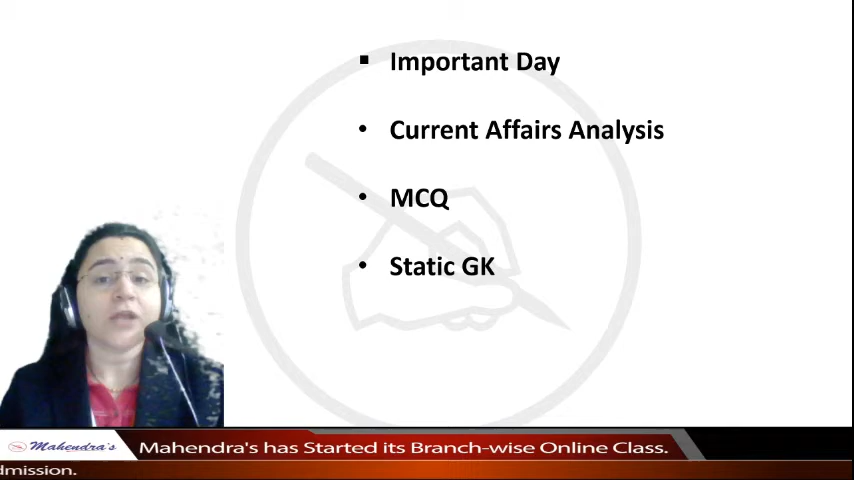 Important Day
Current Affairs Analysis
MCQ
Static GK
Mahendra's
Mahendra's has Started its Branch-wise Online Class.
dmission.